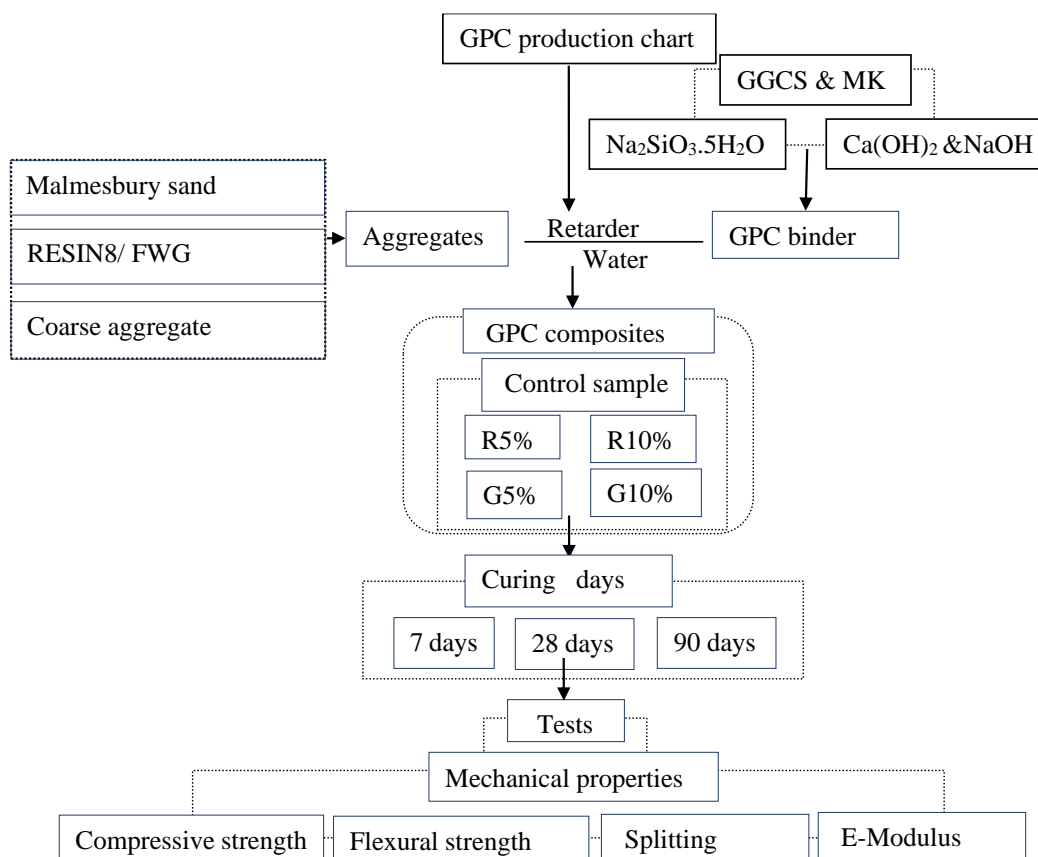 GPC production chart
GGCS & MK
Na₂SiO₃.5H₂O
Ca(OH)₂ &NaOH
Malmesbury sand
RESIN8/ FWG
Coarse aggregate
Aggregates
Retarder
Water
GPC binder
GPC composites
Control sample
R5%
R10%
G5%
G10%
Curing days
7 days
28 days
90 days
Tests
Mechanical properties
Compressive strength
Flexural strength
Splitting
E-Modulus